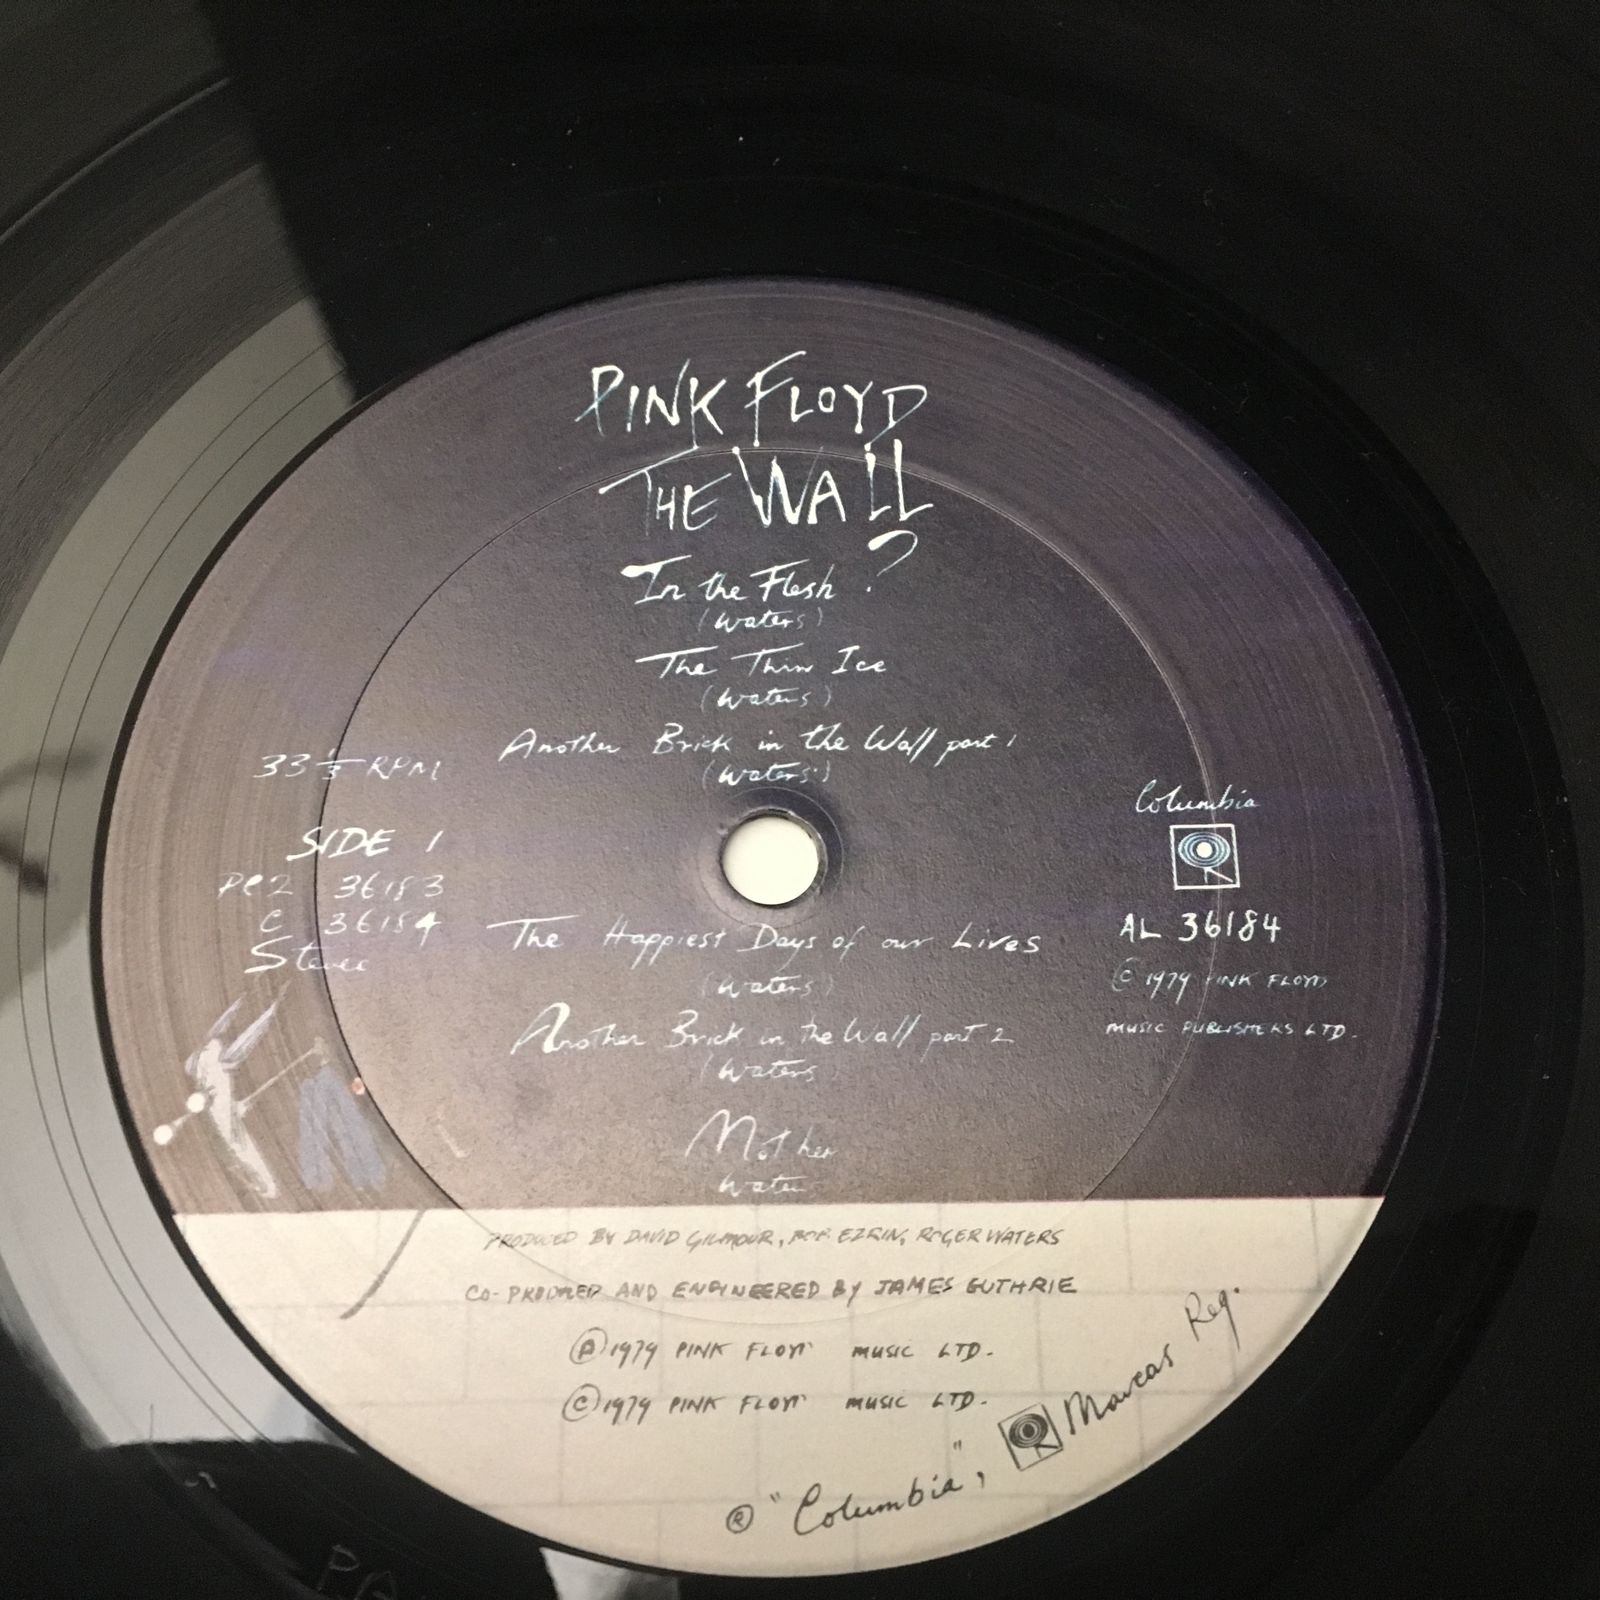 PINK FLOYD
THE WALL
In the Flesh ?
(Waters)
The Thin Ice
(Waters)
Another Brick in the Wall part 1
(Waters)
33 1/3 RPM
SIDE 1
PC2 36183
C 36184
Stereo
The Happiest Days of our Lives
(Waters)
Another Brick in the Wall part 2
(Waters
Mother
Water
Columbia
AL 36184
© 1979 PINK FLOYD
MUSIC PUBLISHERS LTD.
PRODUCED BY DAVID GILMOUR, BOB EZRIN, ROGER WATERS
CO-PRODUCED AND ENGINEERED BY JAMES GUTHRIE
Ⓟ 1979 PINK FLOYD MUSIC LTD.
© 1979 PINK FLOYD MUSIC LTD.
® "Columbia", Marcas Reg.